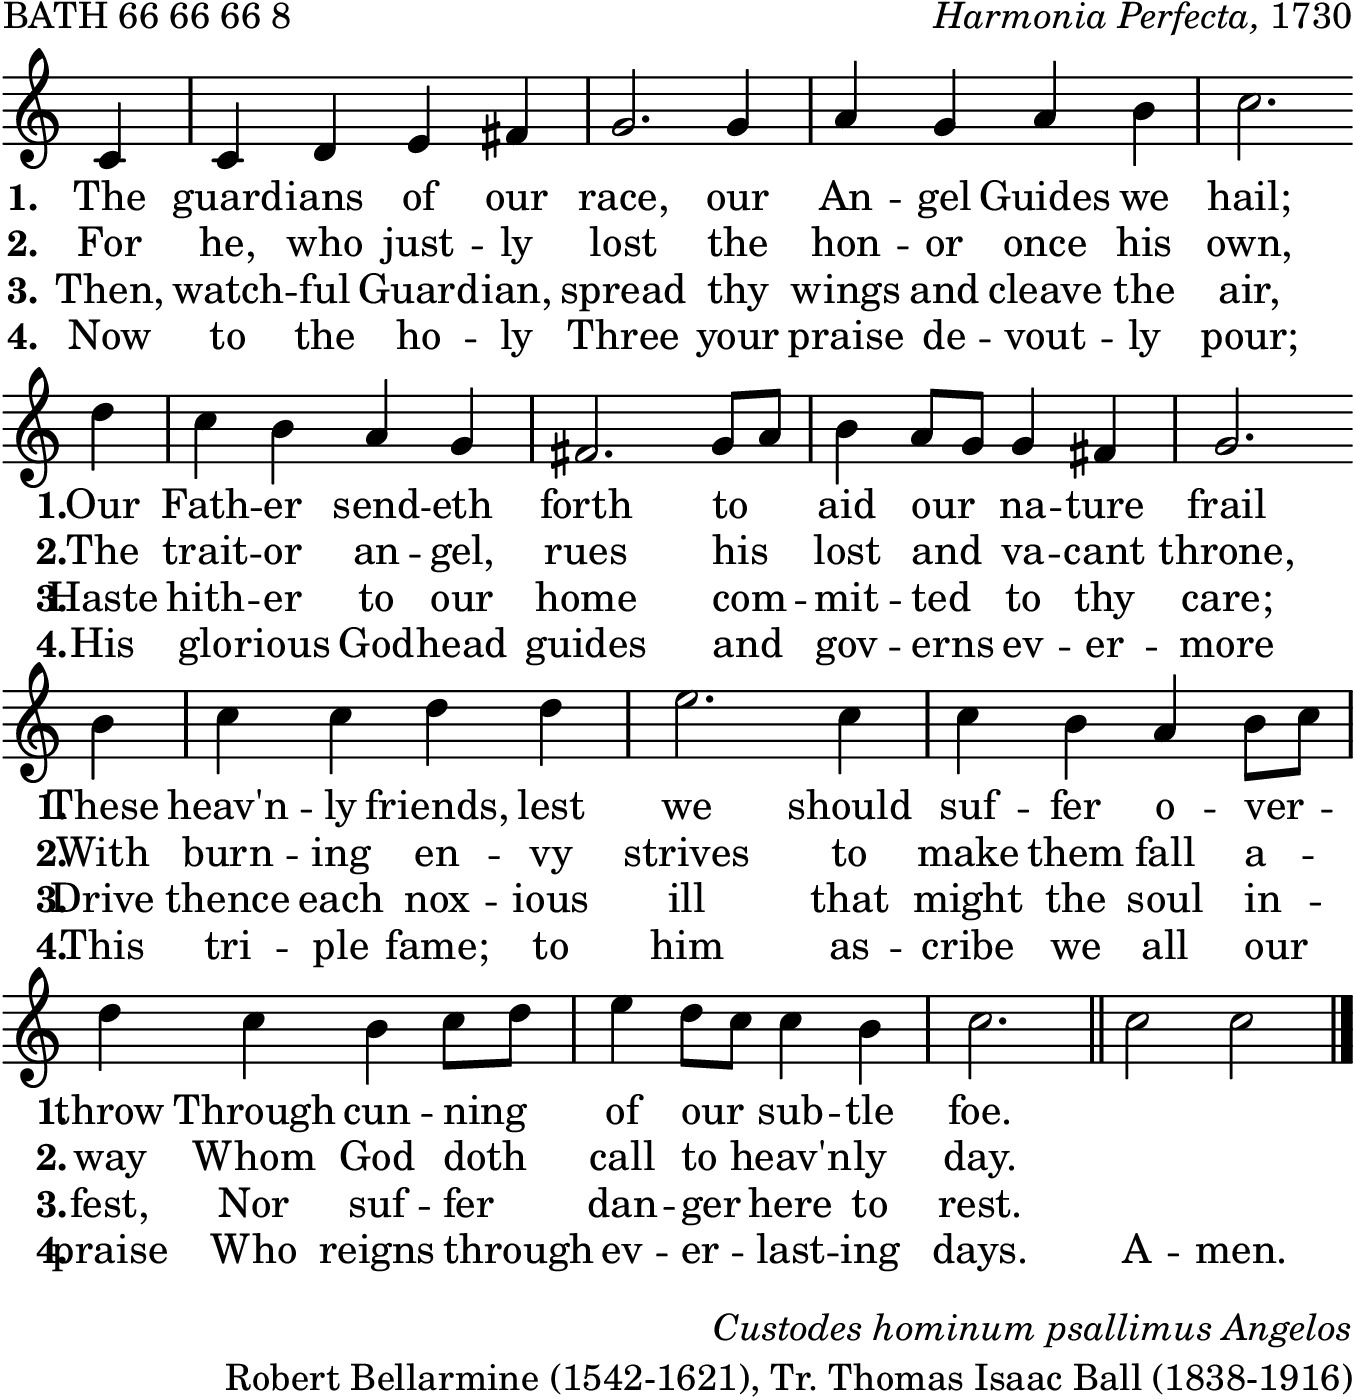 BATH 66 66 66 8 Harmonia Perfecta, 1730
1. The guardians of our race, our An - gel Guides we hail;
2. For he, who just - ly lost the hon - or once his own,
3. Then, watch - ful Guardian, spread thy wings and cleave the air,
4. Now to the ho - ly Three your praise de - vout - ly pour;
1. Our Fath - er send - eth forth to aid our na - ture frail
2. The trait - or an - gel, rues his lost and va - cant throne,
3. Haste hith - er to our home com - mit - ted to thy care;
4. His glorious Godhead guides and gov - erns ev - er - more
1. These heav'n - ly friends, lest we should suf - fer o - ver -
2. With burn - ing en - vy strives to make them fall a -
3. Drive thence each nox - ious ill that might the soul in -
4. This tri - ple fame; to him as - cribe we all our
1. throw Through cun - ning of our sub - tle foe.
2. way Whom God doth call to heav'nly day.
3. fest, Nor suf - fer dan - ger here to rest.
4. praise Who reigns through ev - er - last - ing days. A - men.
Custodes hominum psallimus Angelos
Robert Bellarmine (1542-1621), Tr. Thomas Isaac Ball (1838-1916)